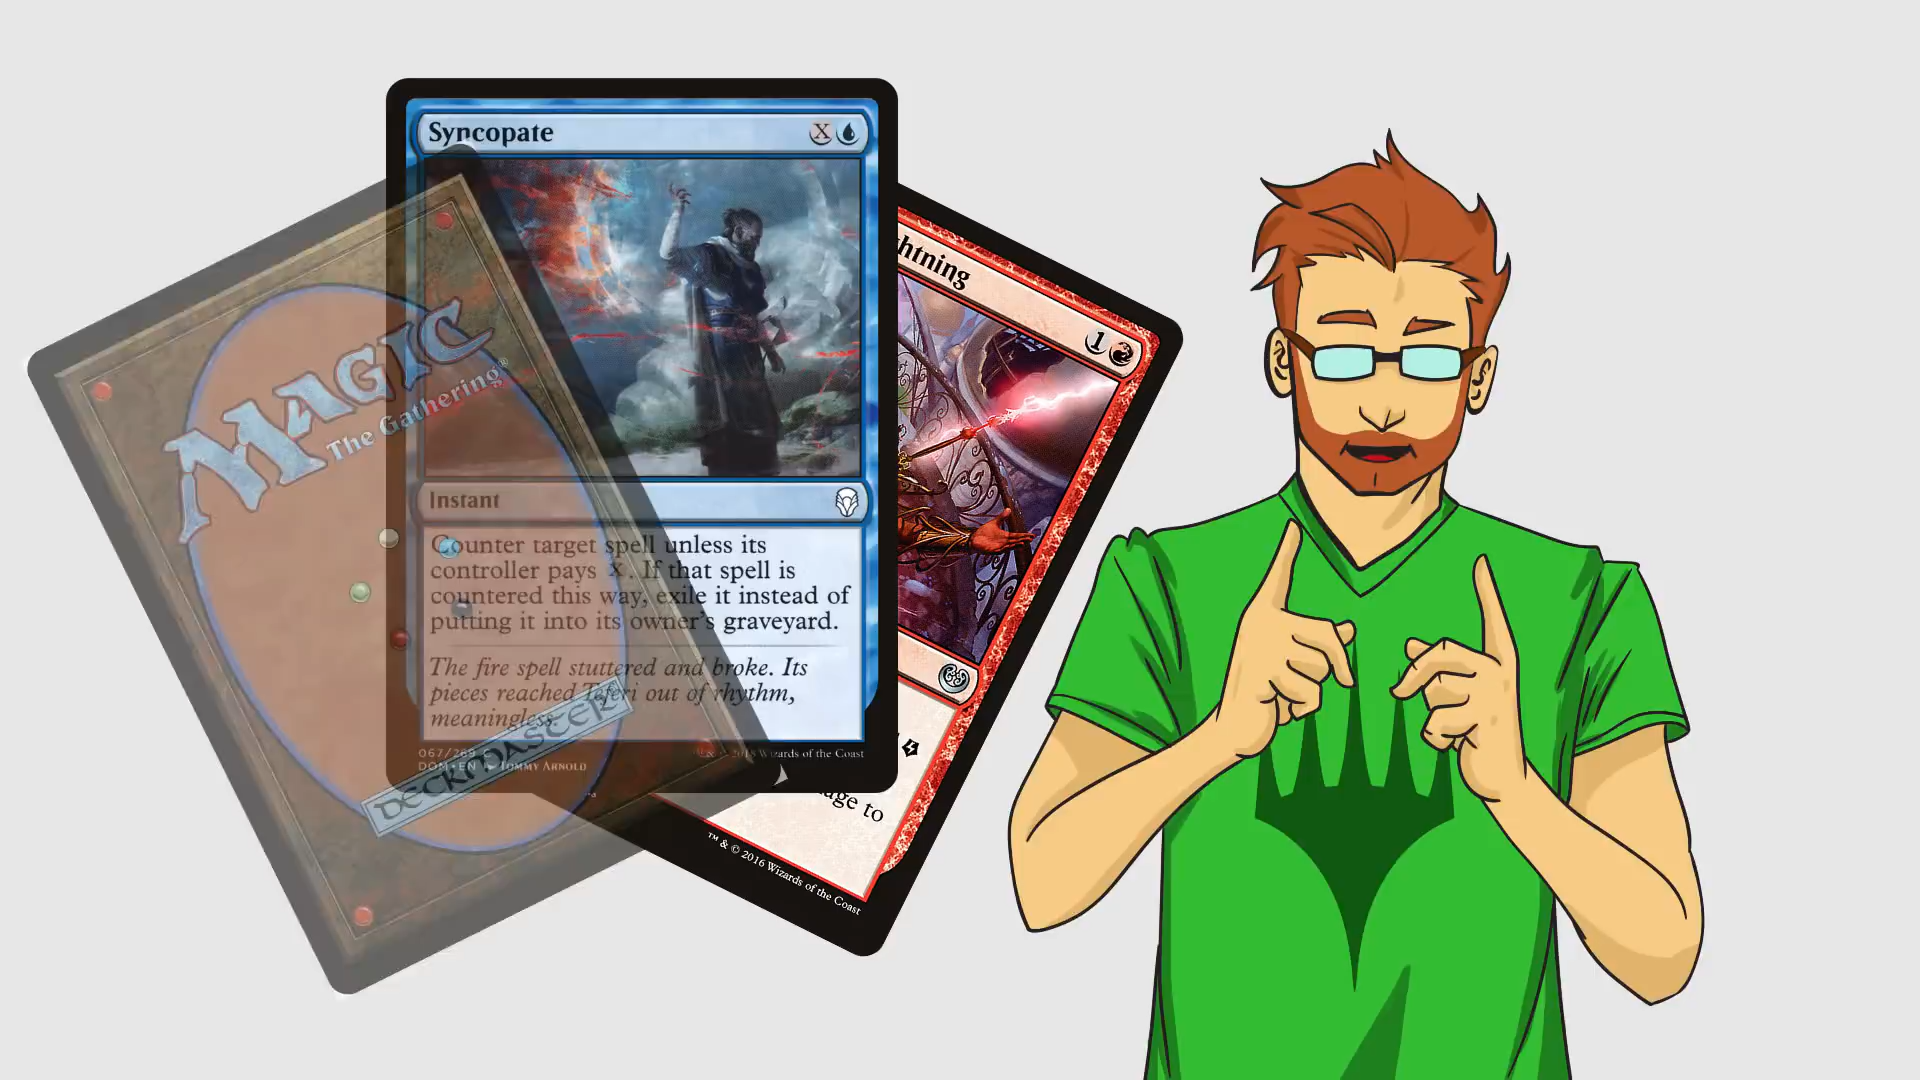 Syncopate
X
Instant
Counter target spell unless its
controller pays X. If that spell is
countered this way, exile it instead of
putting it into its owner's graveyard.
The fire spell stuttered and broke. Its
pieces reached Teferi out of rhythm,
meaningless.
067/269 C
DOM • EN TOMMY ARNOLD
™ & © 2018 Wizards of the Coast
MAGIC
The Gathering®
DECKMASTER
htning
1
age to
™ & © 2016 Wizards of the Coast